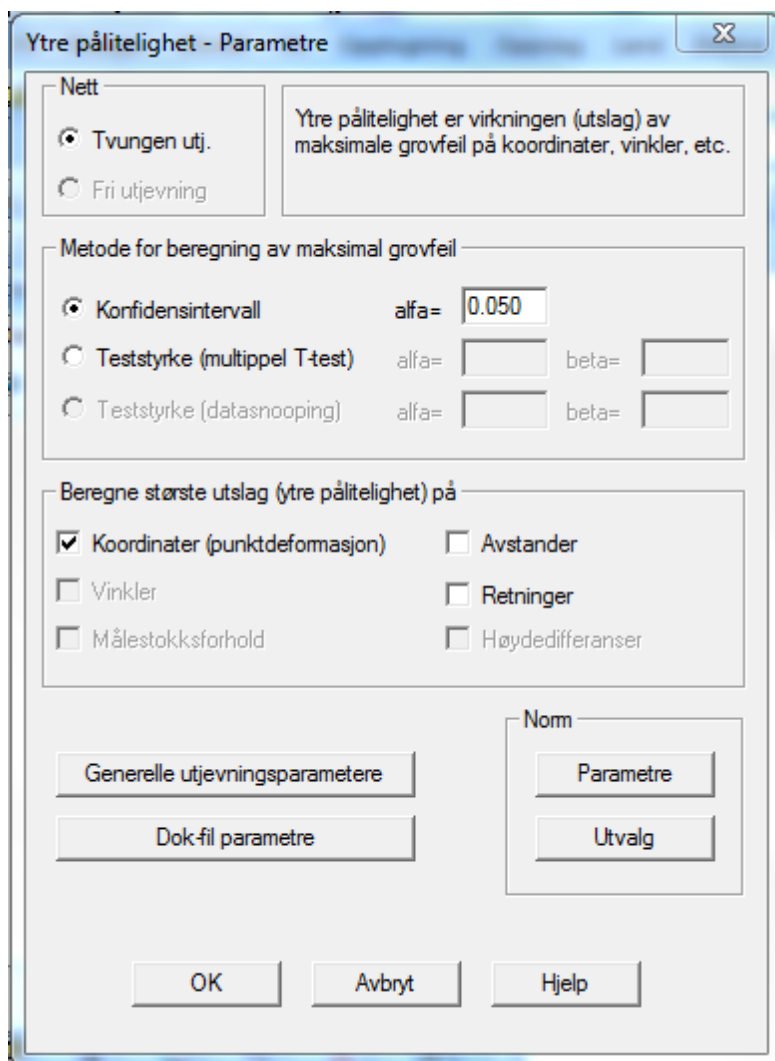 Ytre pålitelighet - Parametre
Nett
Tvungen utj.
Fri utjevning
Ytre pålitelighet er virkningen (utslag) av
maksimale grovfeil på koordinater, vinkler, etc.
Metode for beregning av maksimal grovfeil
Konfidensintervall alfa= 0.050
Teststyrke (multippel T-test) alfa= beta=
Teststyrke (datasnooping) alfa= beta=
Beregne største utslag (ytre pålitelighet) på
Koordinater (punktdeformasjon) Avstander
Vinkler Retninger
Målestokksforhold Høydedifferanser
Norm
Generelle utjevningsparametere Parametre
Dok-fil parametre Utvalg
OK Avbryt Hjelp